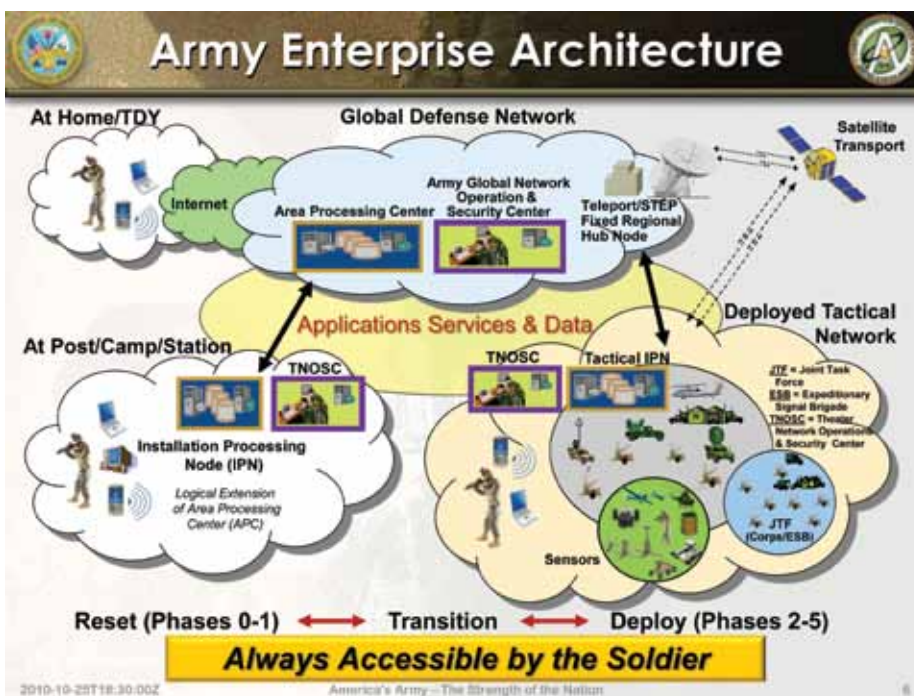 Army Enterprise Architecture
At Home/TDY
Global Defense Network
Satellite
Transport
Internet
Area Processing Center
Army Global Network
Operation &
Security Center
Teleport/STEP
Fixed Regional
Hub Node
Applications Services & Data
Deployed Tactical
Network
At Post/Camp/Station
TNOSC
Installation Processing
Node (IPN)
Logical Extension
of Area Processing
Center (APC)
TNOSC
Tactical IPN
JTF = Joint Task
Force
ESB = Expeditionary
Signal Brigade
TNOSC = Theater
Network Operations
& Security Center
Sensors
JTF
(Corps/ESB)
Reset (Phases 0-1)
Transition
Deploy (Phases 2-5)
Always Accessible by the Soldier
2010-10-25T18:30:00Z
America's Army – The Strength of the Nation
6